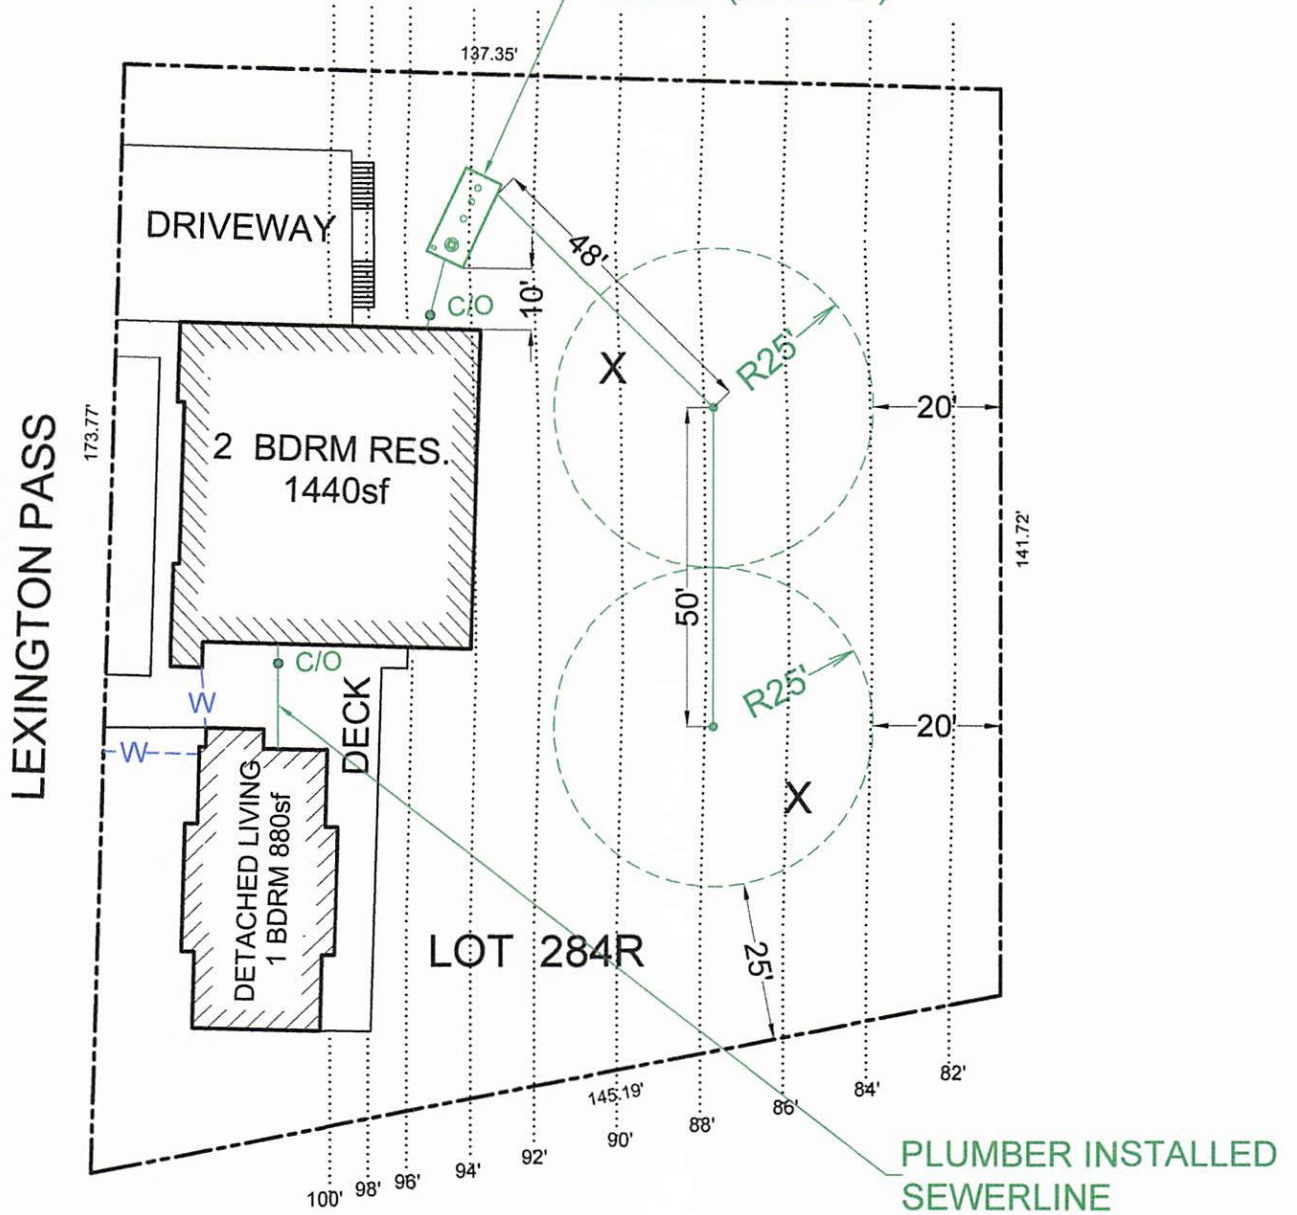 137.35'
DRIVEWAY
48'
10'
C/O
R25'
X
20'
173.77'
2 BDRM RES.
1440sf
LEXINGTON PASS
141.72'
50'
C/O
W
DECK
R25'
20'
W
X
DETACHED LIVING
1 BDRM 880sf
LOT 284R
25'
145.19'
100'
98'
96'
94'
92'
90'
88'
86'
84'
82'
PLUMBER INSTALLED
SEWERLINE